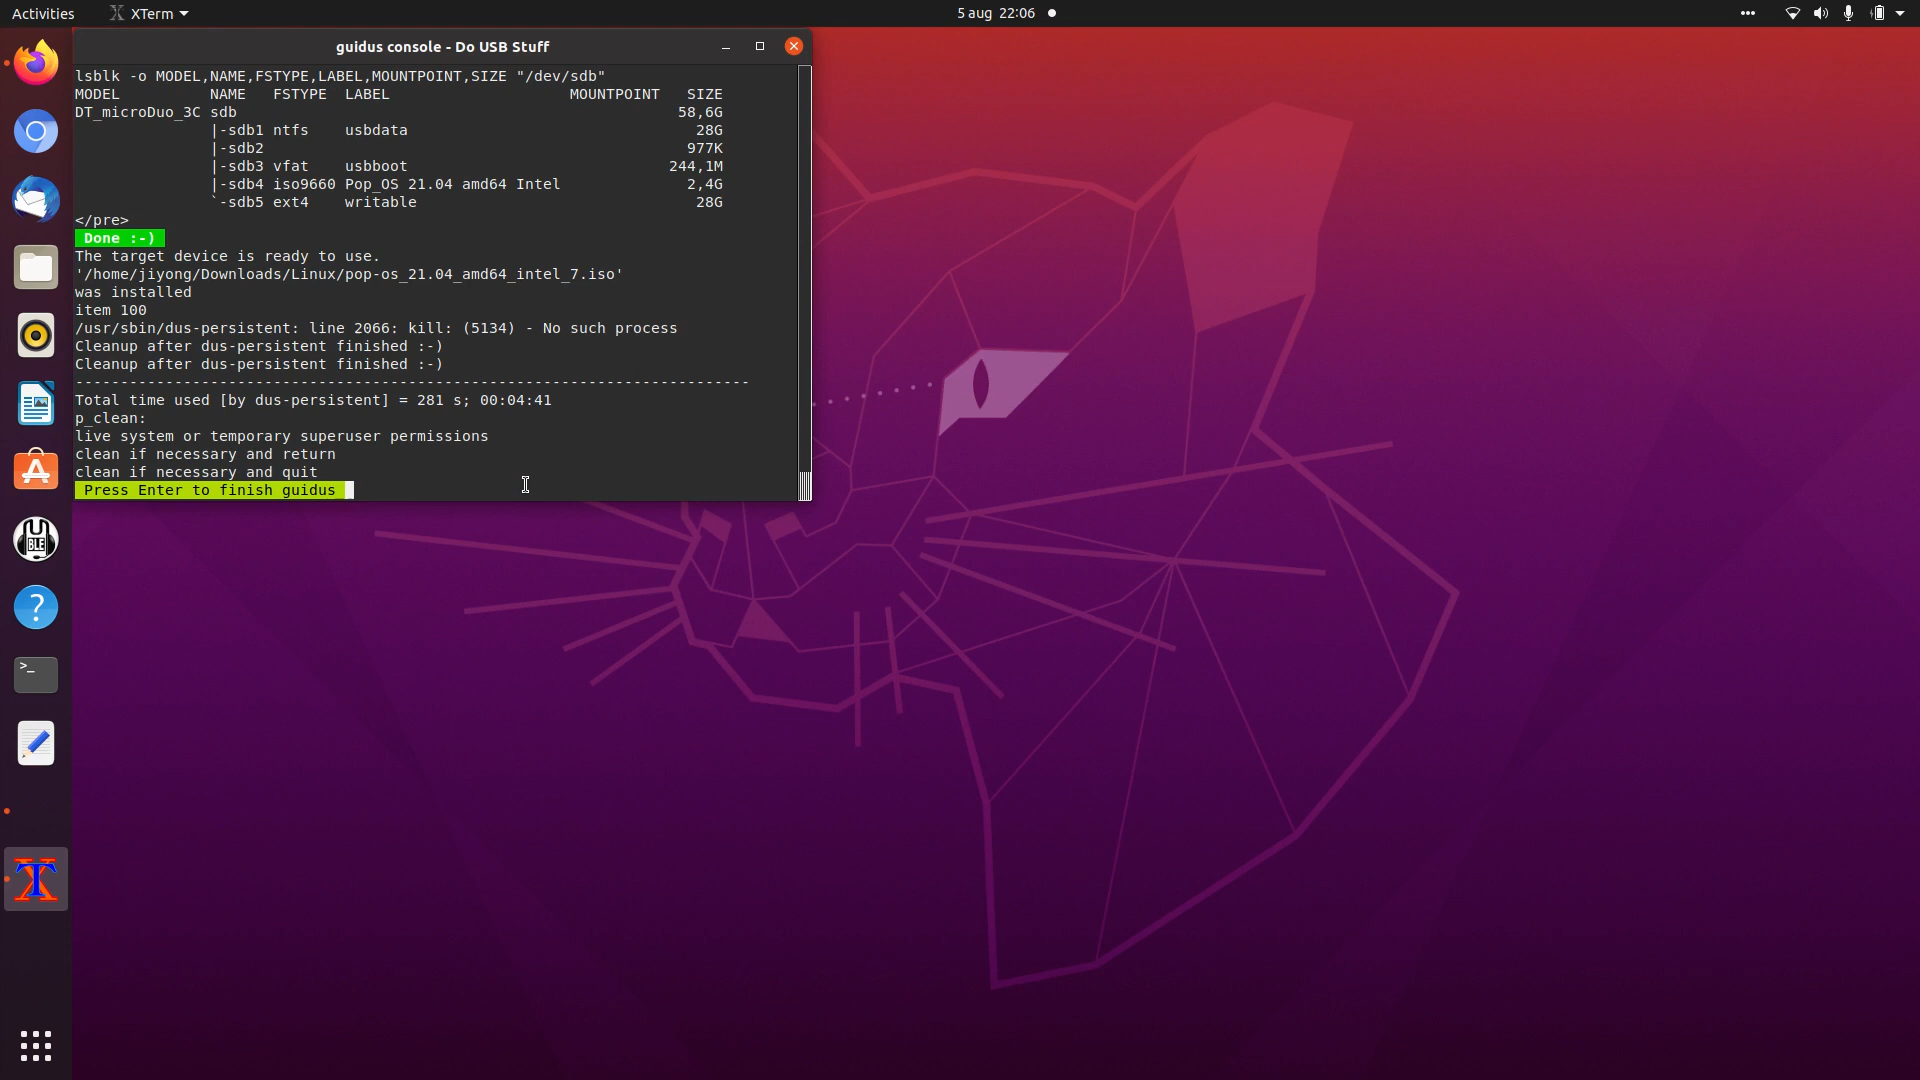 Activities XTerm 5 aug 22:06
guidus console - Do USB Stuff
lsblk -o MODEL,NAME,FSTYPE,LABEL,MOUNTPOINT,SIZE "/dev/sdb"
MODEL NAME FSTYPE LABEL MOUNTPOINT SIZE
DT_microDuo_3C sdb 58,6G
|-sdb1 ntfs usbdata 28G
|-sdb2 977K
|-sdb3 vfat usbboot 244,1M
|-sdb4 iso9660 Pop_OS 21.04 amd64 Intel 2,4G
`-sdb5 ext4 writable 28G
</pre>
Done :-)
The target device is ready to use.
'/home/jiyong/Downloads/Linux/pop-os_21.04_amd64_intel_7.iso'
was installed
item 100
/usr/sbin/dus-persistent: line 2066: kill: (5134) - No such process
Cleanup after dus-persistent finished :-)
Cleanup after dus-persistent finished :-)
---------------------------------------------------------------------------
Total time used [by dus-persistent] = 281 s; 00:04:41
p_clean:
live system or temporary superuser permissions
clean if necessary and return
clean if necessary and quit
Press Enter to finish guidus
U
BLE
?
>_